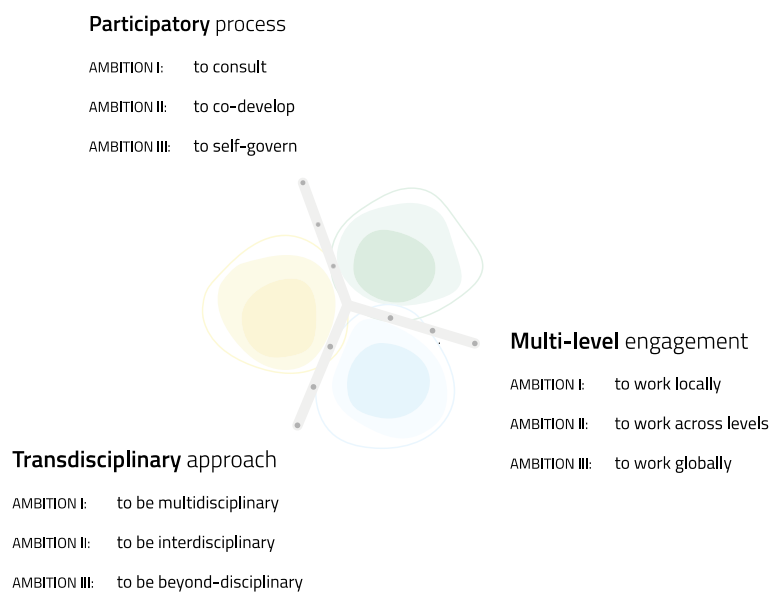 Participatory process
AMBITION I: to consult
AMBITION II: to co-develop
AMBITION III: to self-govern
Multi-level engagement
AMBITION I: to work locally
AMBITION II: to work across levels
AMBITION III: to work globally
Transdisciplinary approach
AMBITION I: to be multidisciplinary
AMBITION II: to be interdisciplinary
AMBITION III: to be beyond-disciplinary